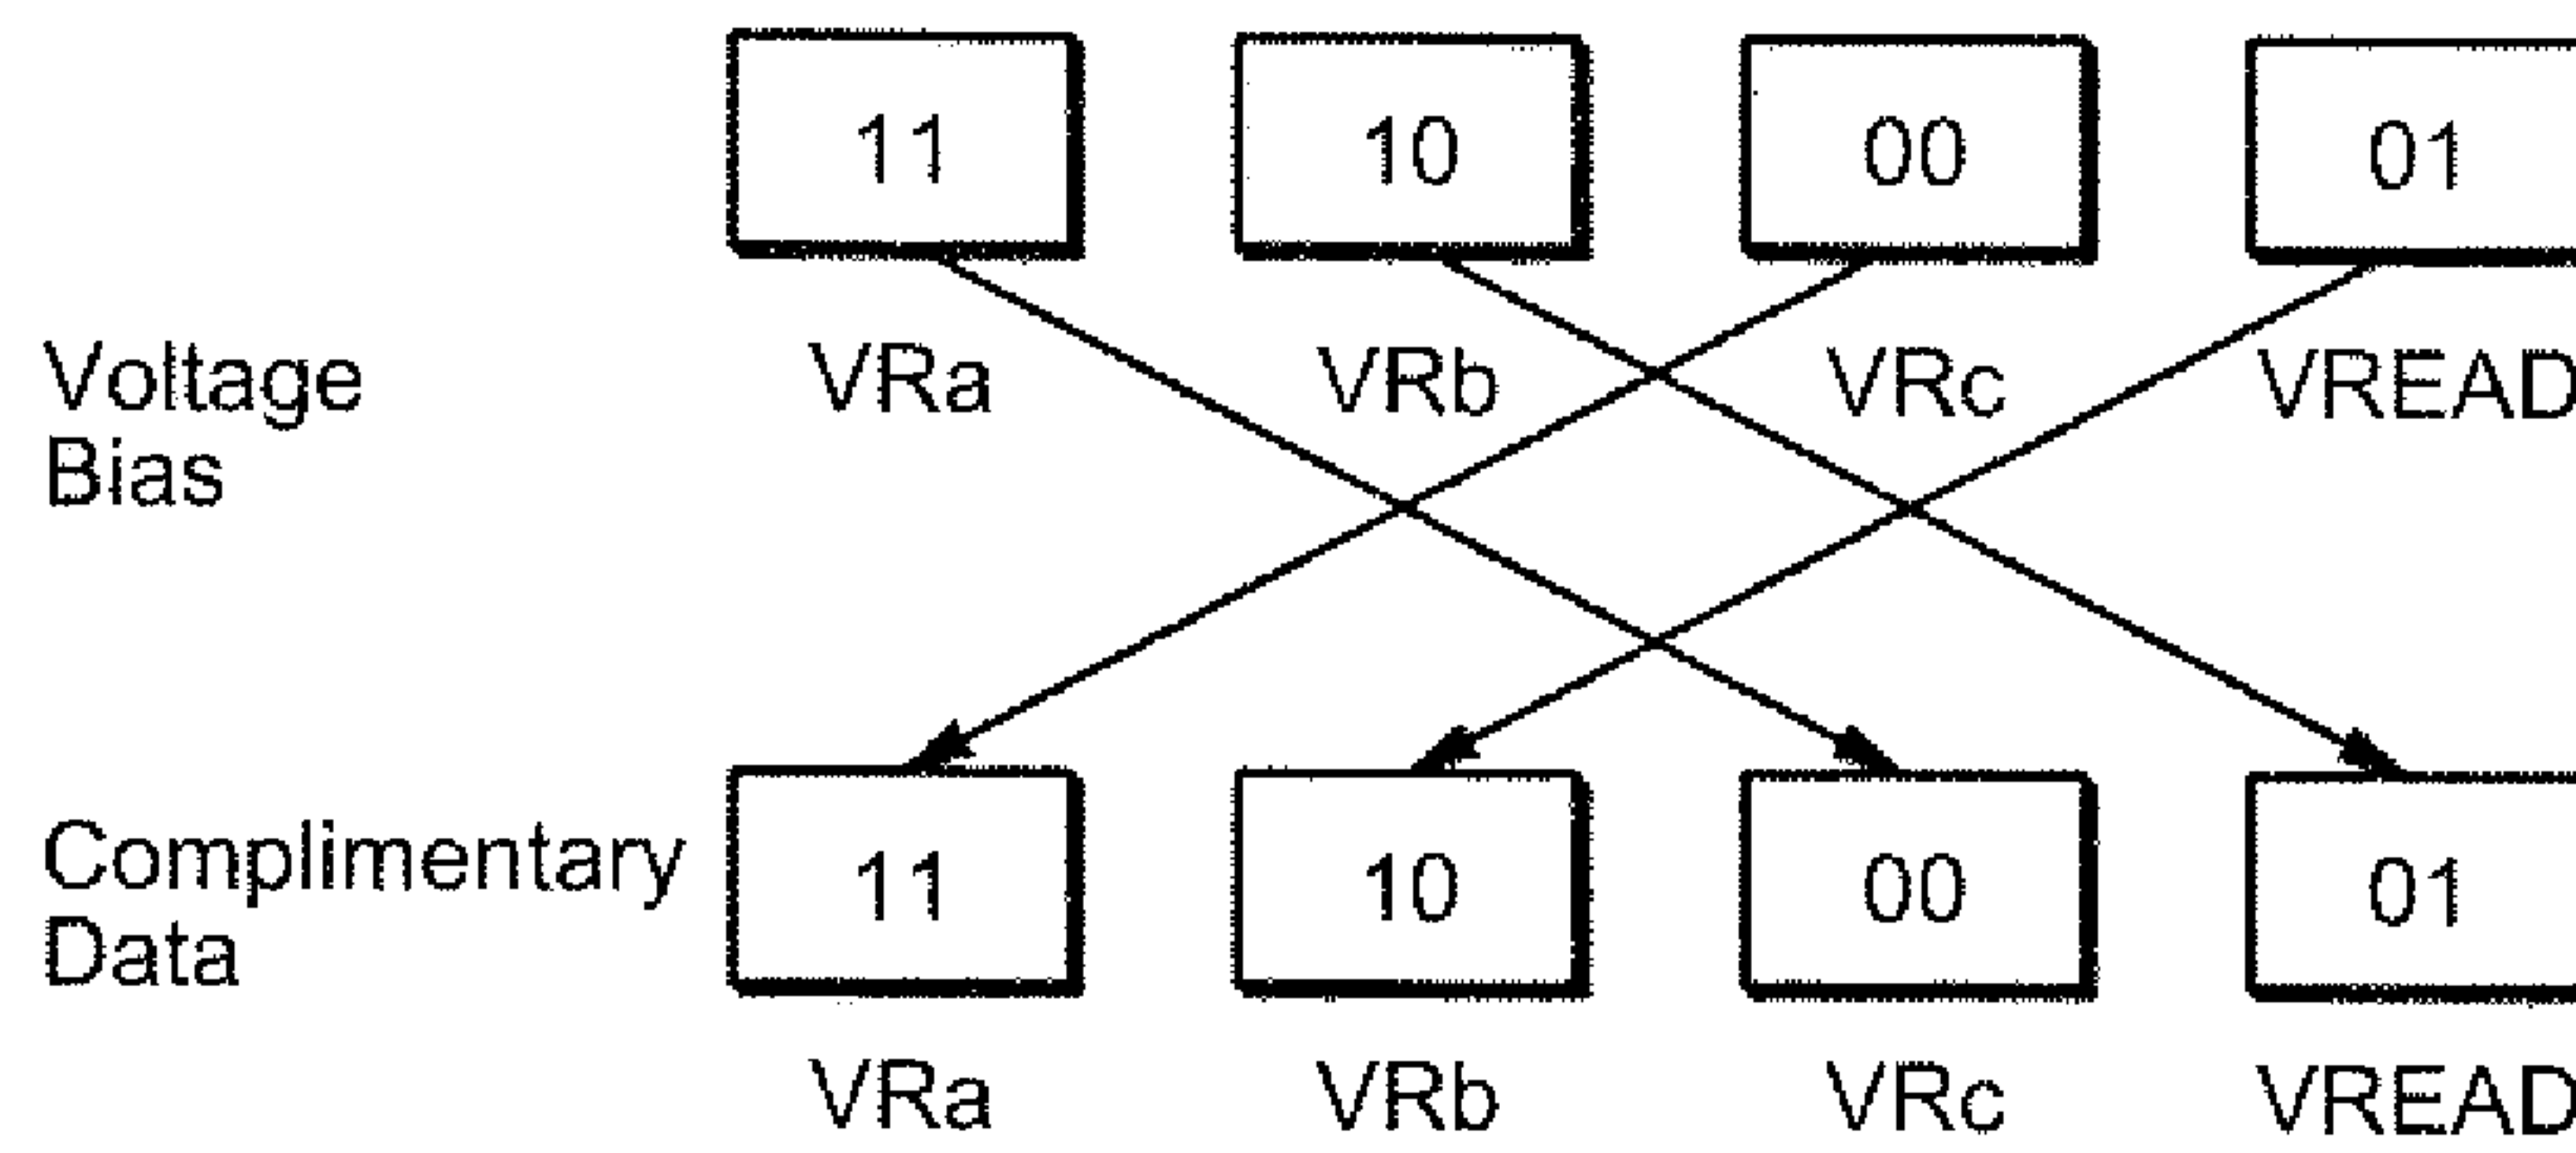 11 10 00 01
VRa VRb VRc VREAD
Voltage
Bias
11 10 00 01
Complimentary
Data
VRa VRb VRc VREAD